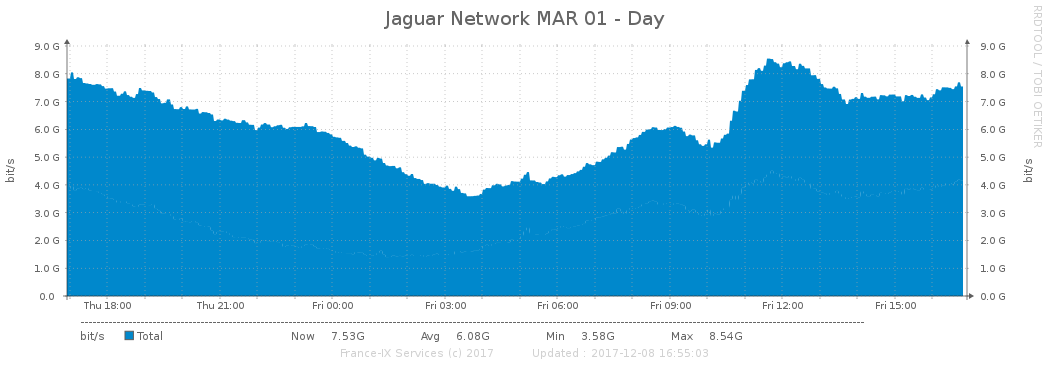 Jaguar Network MAR 01 - Day
RRDTOOL / TOBI OETIKER
bit/s
9.0 G
8.0 G
7.0 G
6.0 G
5.0 G
4.0 G
3.0 G
2.0 G
1.0 G
0.0
9.0 G
8.0 G
7.0 G
6.0 G
5.0 G
4.0 G
3.0 G
2.0 G
1.0 G
0.0 G
bit/s
Thu 18:00 Thu 21:00 Fri 00:00 Fri 03:00 Fri 06:00 Fri 09:00 Fri 12:00 Fri 15:00
bit/s Total Now 7.53G Avg 6.08G Min 3.58G Max 8.54G
France-IX Services (c) 2017 Updated : 2017-12-08 16:55:03